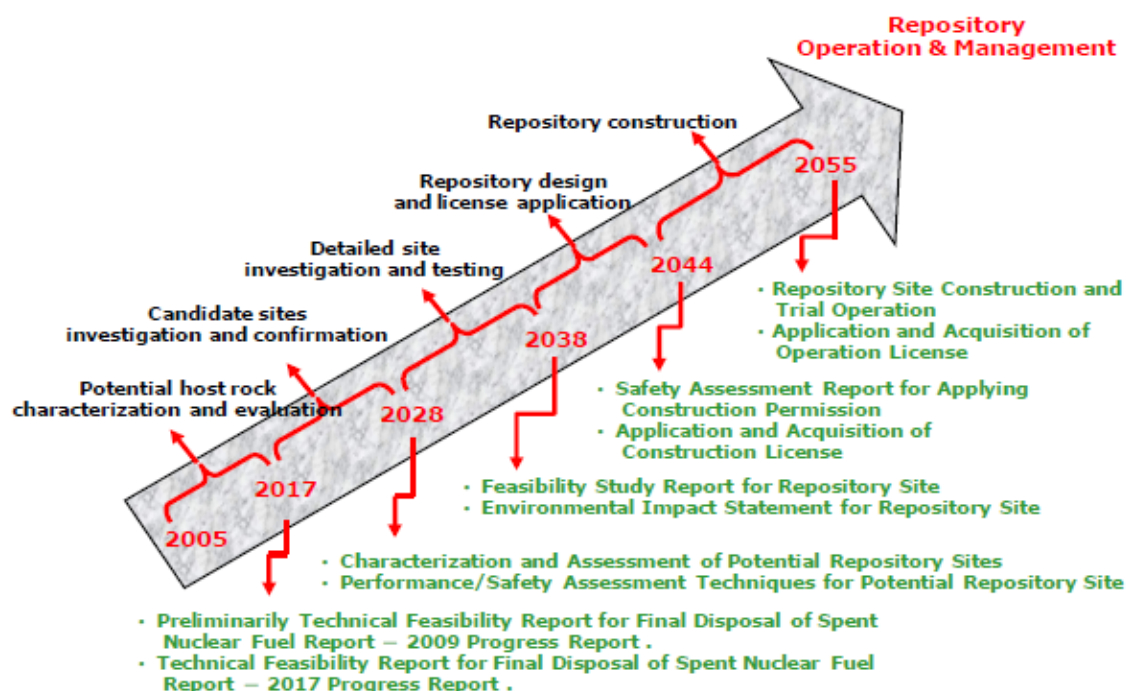 Repository
Operation & Management
Repository construction
2055
Repository design
and license application
Detailed site
investigation and testing
2044
· Repository Site Construction and
Trial Operation
· Application and Acquisition of
Operation License
Candidate sites
investigation and confirmation
2038
Potential host rock
characterization and evaluation
· Safety Assessment Report for Applying
Construction Permission
· Application and Acquisition of
Construction License
2028
2017
· Feasibility Study Report for Repository Site
· Environmental Impact Statement for Repository Site
2005
· Characterization and Assessment of Potential Repository Sites
· Performance/Safety Assessment Techniques for Potential Repository Site
· Preliminarily Technical Feasibility Report for Final Disposal of Spent
Nuclear Fuel Report – 2009 Progress Report .
· Technical Feasibility Report for Final Disposal of Spent Nuclear Fuel
Report – 2017 Progress Report .